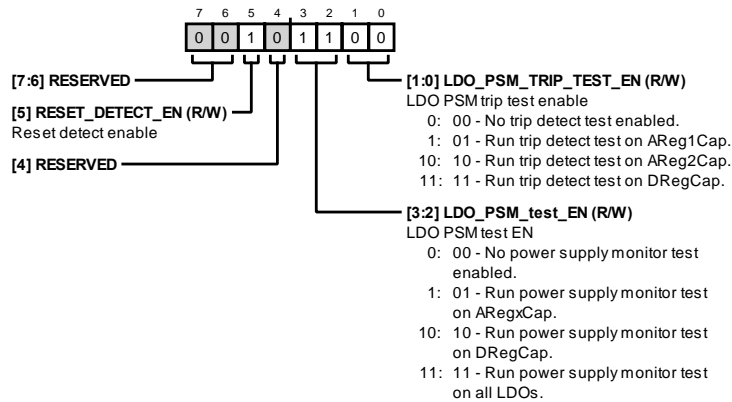 7 6 5 4 3 2 1 0
0 0 1 0 1 1 0 0
[7:6] RESERVED
[5] RESET_DETECT_EN (R/W)
Reset detect enable
[4] RESERVED
[1:0] LDO_PSM_TRIP_TEST_EN (R/W)
LDO PSM trip test enable
0: 00 - No trip detect test enabled.
1: 01 - Run trip detect test on AReg1Cap.
10: 10 - Run trip detect test on AReg2Cap.
11: 11 - Run trip detect test on DRegCap.
[3:2] LDO_PSM_test_EN (R/W)
LDO PSM test EN
0: 00 - No power supply monitor test
enabled.
1: 01 - Run power supply monitor test
on ARegxCap.
10: 10 - Run power supply monitor test
on DRegCap.
11: 11 - Run power supply monitor test
on all LDOs.